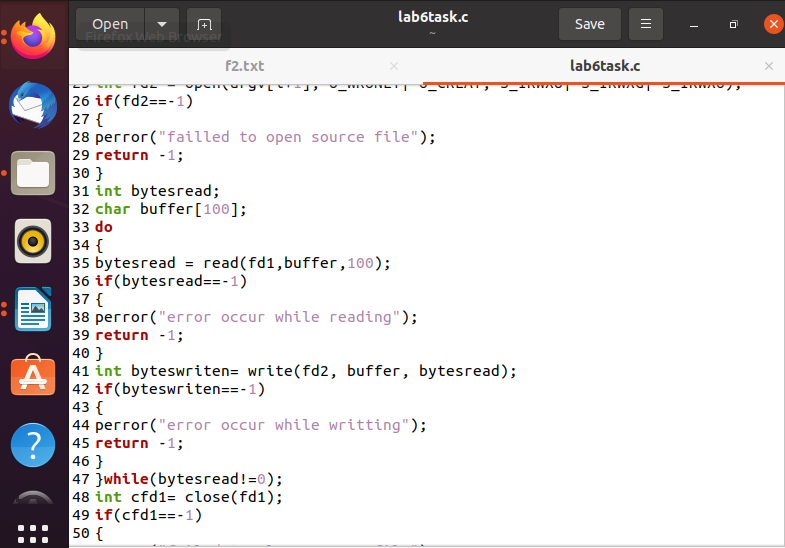 Open
Save
lab6task.c
~
Firefox Web Browser
f2.txt
lab6task.c
26 if(fd2==-1)
27 {
28 perror("failled to open source file");
29 return -1;
30 }
31 int bytesread;
32 char buffer[100];
33 do
34 {
35 bytesread = read(fd1,buffer,100);
36 if(bytesread==-1)
37 {
38 perror("error occur while reading");
39 return -1;
40 }
41 int byteswriten= write(fd2, buffer, bytesread);
42 if(byteswriten==-1)
43 {
44 perror("error occur while writting");
45 return -1;
46 }
47 }while(bytesread!=0);
48 int cfd1= close(fd1);
49 if(cfd1==-1)
50 {